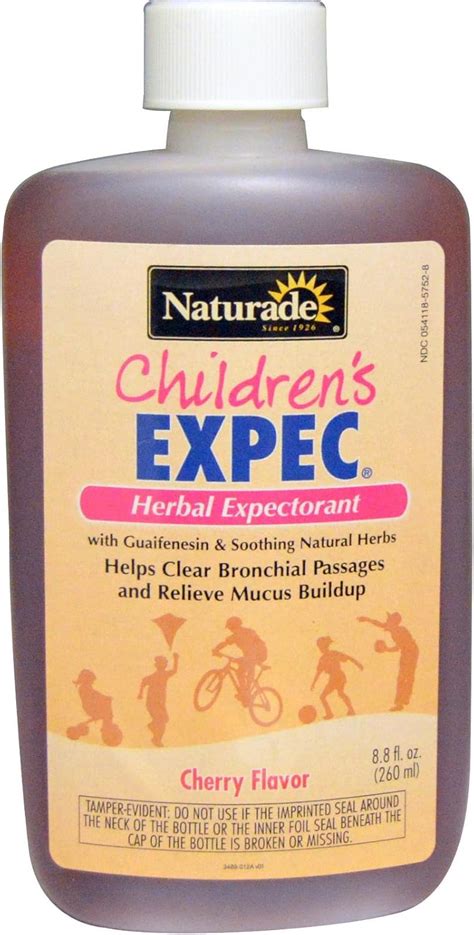 Naturade
Since 1926
®
NDC 054118-5752-8
Children's
EXPEC®
Herbal Expectorant
with Guaifenesin & Soothing Natural Herbs
Helps Clear Bronchial Passages
and Relieve Mucus Buildup
8.8 fl. oz.
(260 ml)
Cherry Flavor
TAMPER-EVIDENT: DO NOT USE IF THE IMPRINTED SEAL AROUND
THE NECK OF THE BOTTLE OR THE INNER FOIL SEAL BENEATH THE
CAP OF THE BOTTLE IS BROKEN OR MISSING.